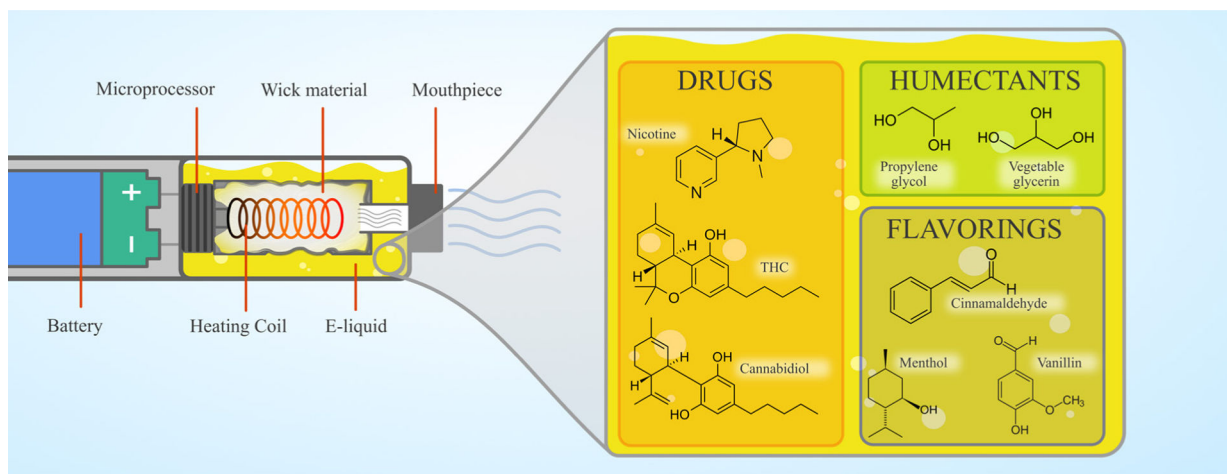 Microprocessor
Wick material
Mouthpiece
+
−
Battery
Heating Coil
E-liquid
DRUGS
Nicotine
H
N
N
OH
H
THC
H
O
OH
H
Cannabidiol
H
HO
HUMECTANTS
HO
OH
Propylene
glycol
OH
HO
OH
Vegetable
glycerin
FLAVORINGS
O
H
Cinnamaldehyde
Menthol
OH
H
O
Vanillin
O
CH₃
OH